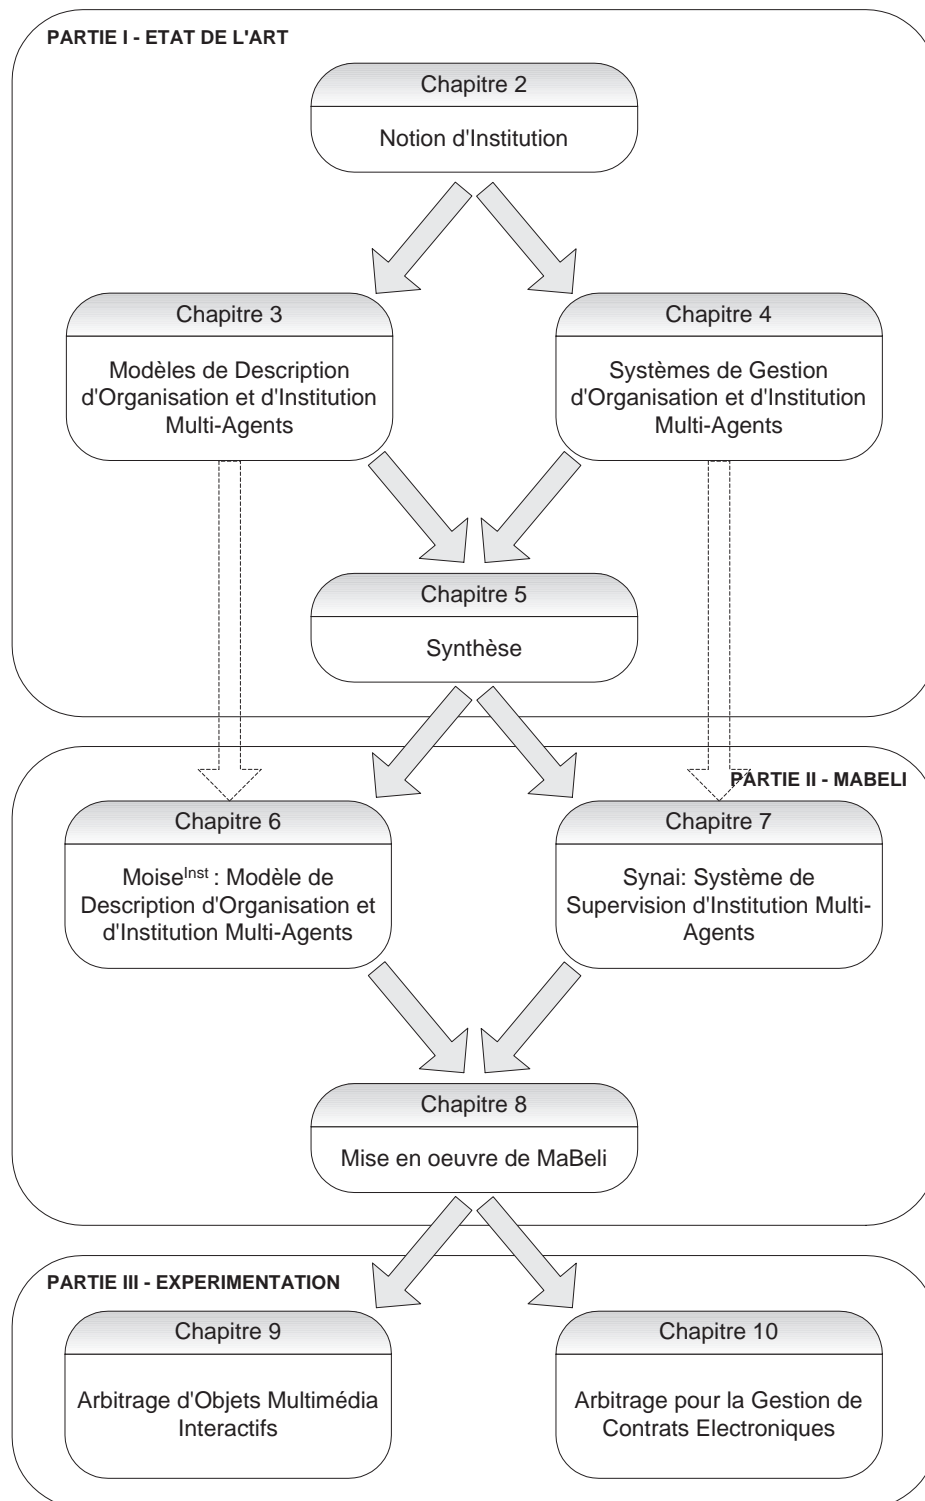 PARTIE I - ETAT DE L'ART
Chapitre 2
Notion d'Institution
Chapitre 3
Modèles de Description
d'Organisation et d'Institution
Multi-Agents
Chapitre 4
Systèmes de Gestion
d'Organisation et d'Institution
Multi-Agents
Chapitre 5
Synthèse
PARTIE II - MABELI
Chapitre 6
Moise^Inst : Modèle de
Description d'Organisation et
d'Institution Multi-Agents
Chapitre 7
Synai: Système de
Supervision d'Institution Multi-
Agents
Chapitre 8
Mise en oeuvre de MaBeli
PARTIE III - EXPERIMENTATION
Chapitre 9
Arbitrage d'Objets Multimédia
Interactifs
Chapitre 10
Arbitrage pour la Gestion de
Contrats Electroniques